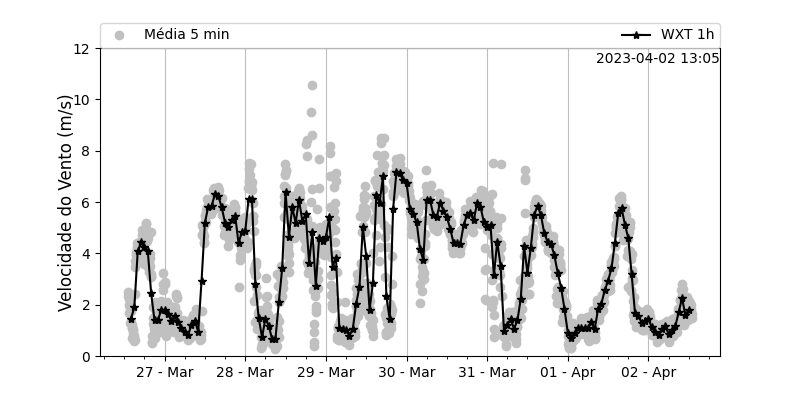 Média 5 min
WXT 1h
2023-04-02 13:05
Velocidade do Vento (m/s)
12
10
8
6
4
2
0
27 - Mar
28 - Mar
29 - Mar
30 - Mar
31 - Mar
01 - Apr
02 - Apr